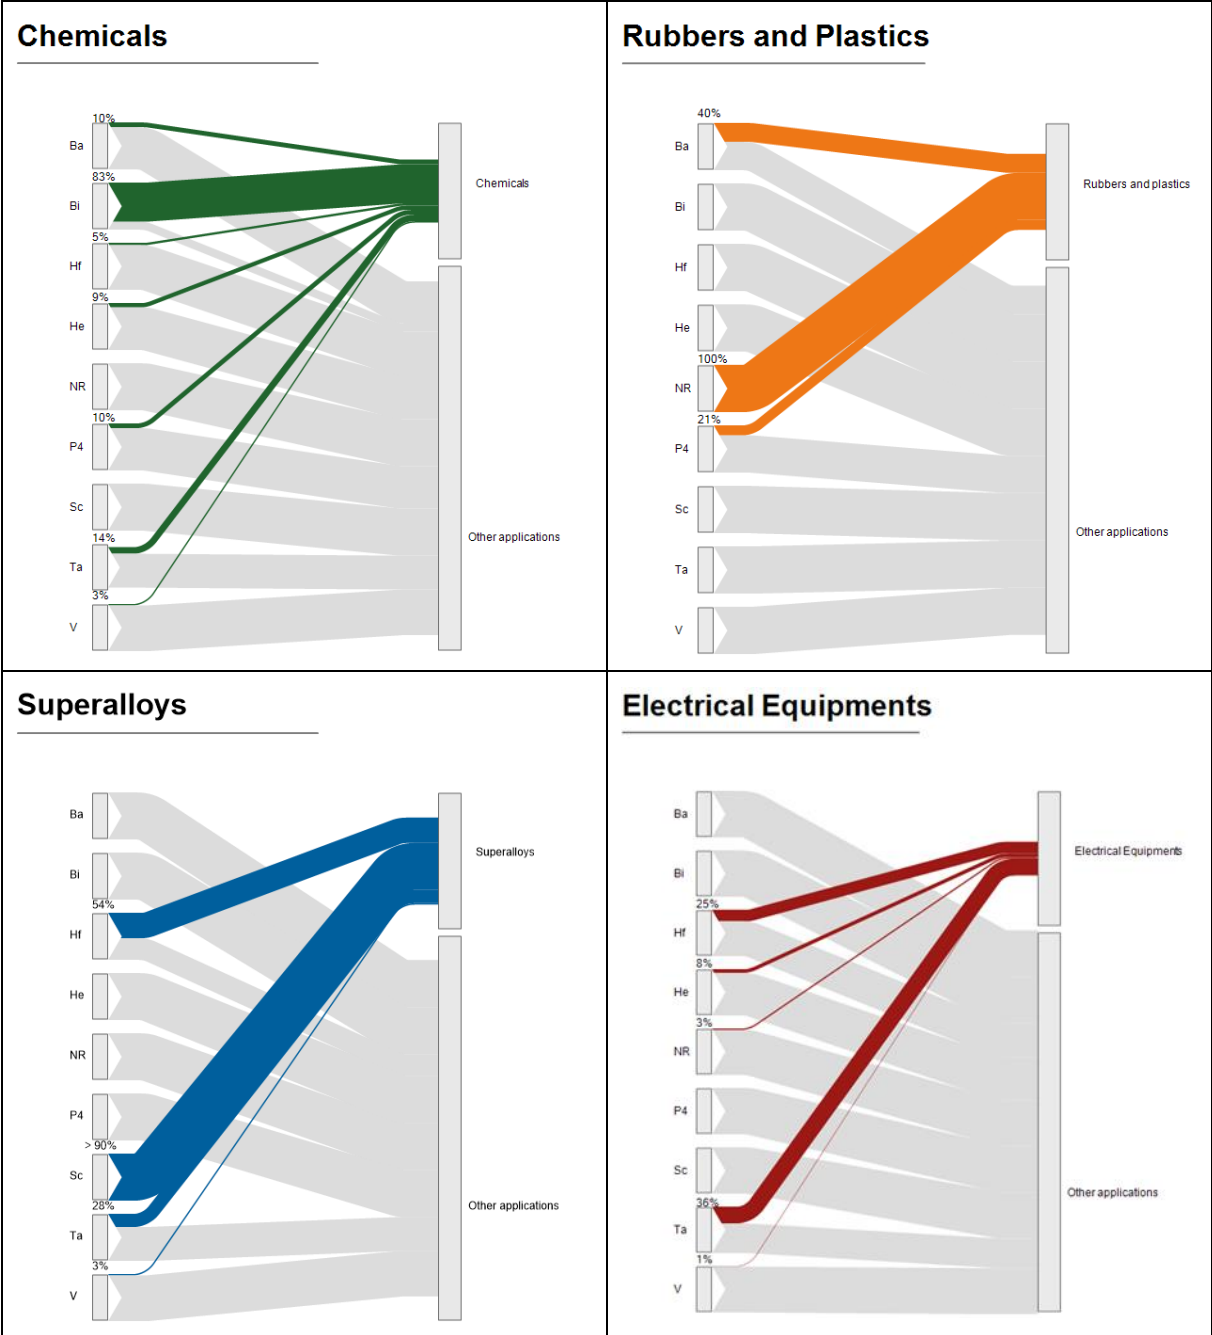 Chemicals
10%
Ba
83%
Bi
5%
Hf
9%
He
NR
10%
P4
Sc
14%
Ta
3%
V
Chemicals
Other applications
Rubbers and Plastics
40%
Ba
Bi
Hf
He
100%
NR
21%
P4
Sc
Ta
V
Rubbers and plastics
Other applications
Superalloys
Ba
Bi
54%
Hf
He
NR
P4
> 90%
Sc
28%
Ta
3%
V
Superalloys
Other applications
Electrical Equipments
Ba
Bi
25%
Hf
8%
He
3%
NR
P4
Sc
36%
Ta
1%
V
Electrical Equipments
Other applications